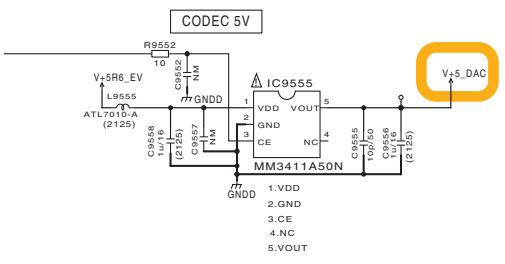 CODEC 5V
R9552
10
C9552
NM
GNDD
V+5R6_EV
L9555
ATL7010-A
(2125)
IC9555
V+5_DAC
1
VDD
VOUT
5
2
GND
3
CE
NC
4
MM3411A50N
C9558
1u/16
(2125)
C9557
NM
C9555
10p/50
C9556
1u/16
(2125)
GNDD
1.VDD
2.GND
3.CE
4.NC
5.VOUT